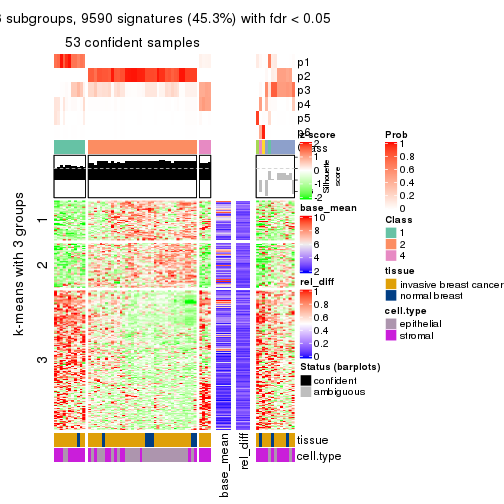 subgroups, 9590 signatures (45.3%) with fdr < 0.05
53 confident samples
p1
p2
p3
p4
p5
p6
Class
k-means with 3 groups
1
2
3
z-score
2
1
0
-1
-2
Silhouette
score
base_mean
10
8
6
4
2
rel_diff
1
0.8
0.6
0.4
0.2
0
Status (barplots)
confident
ambiguous
Prob
1
0.8
0.6
0.4
0.2
0
Class
1
2
4
tissue
invasive breast cancer
normal breast
cell.type
epithelial
stromal
tissue
cell.type
base_mean
rel_diff